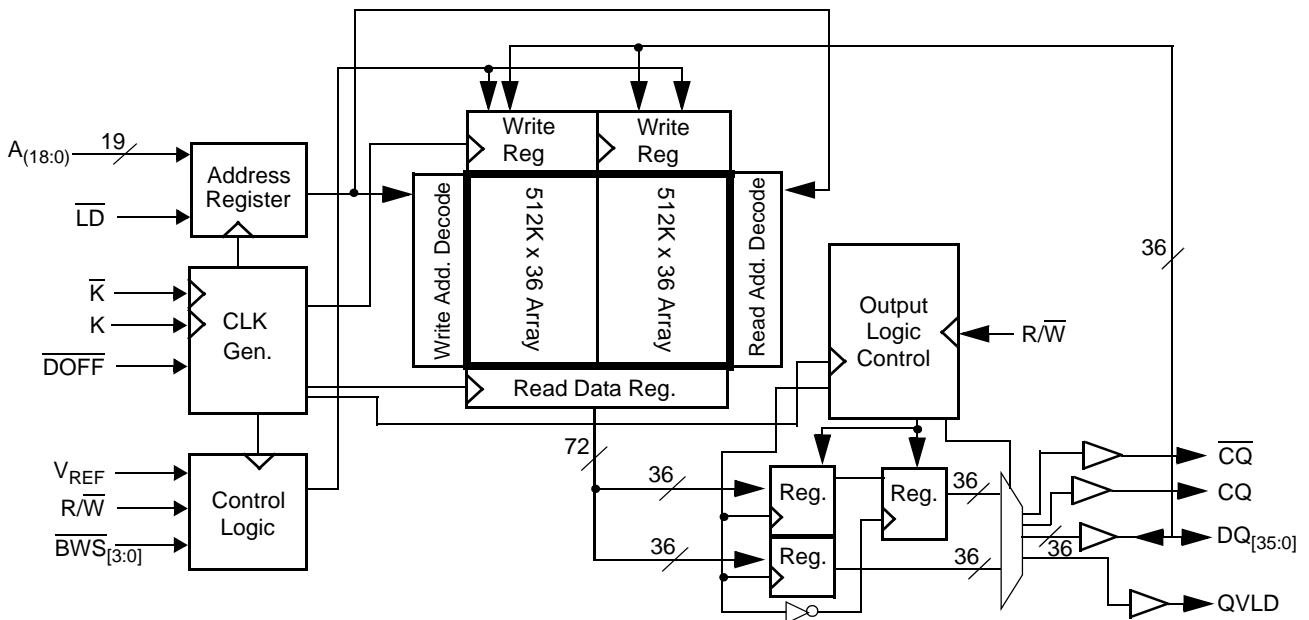 A(18:0)
19
LD
Address
Register
K
K
DOFF
CLK
Gen.
VREF
R/W
BWS[3:0]
Control
Logic
Write
Reg
Write
Reg
Write Add. Decode
512K x 36 Array
512K x 36 Array
Read Add. Decode
Read Data Reg.
72
36
36
Output
Logic
Control
R/W
36
Reg.
Reg.
Reg.
36
36
36
CQ
CQ
DQ[35:0]
QVLD